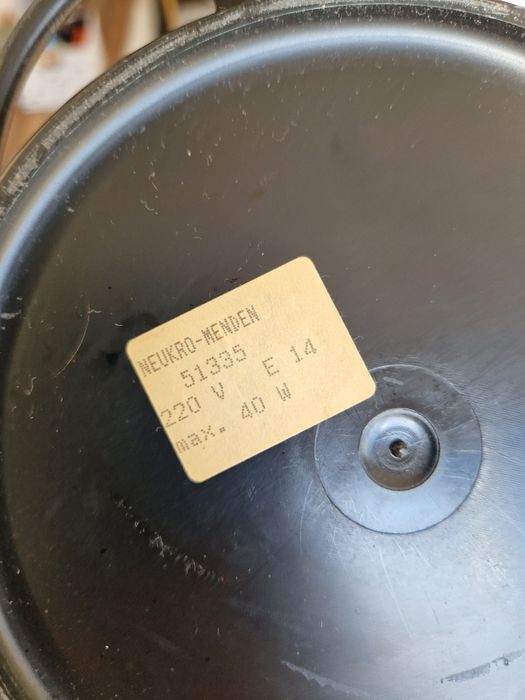 NEUKRO-MENDEN
51335
220 V E 14
max. 40 W